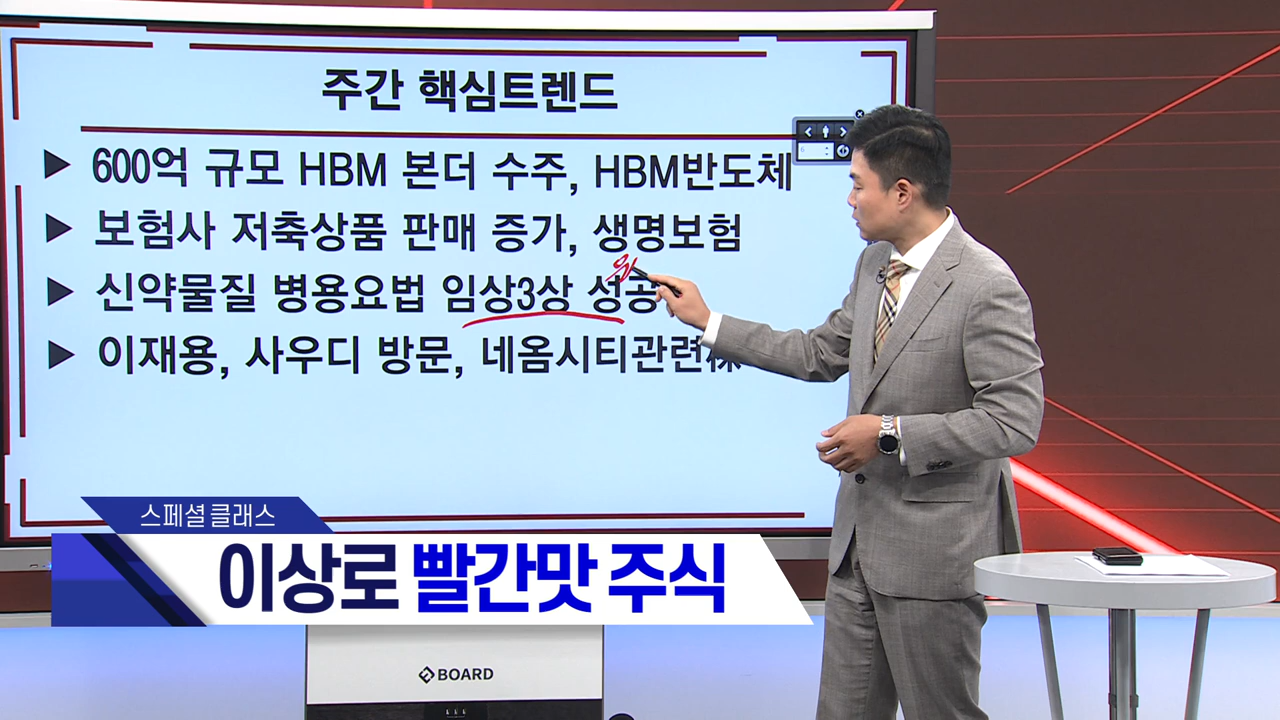 주간 핵심트렌드
▶ 600억 규모 HBM 본더 수주, HBM반도체
▶ 보험사 저축상품 판매 증가, 생명보험
▶ 신약물질 병용요법 임상3상 성공
▶ 이재용, 사우디 방문, 네옴시티관련
6
스페셜 클래스
이상로 빨간맛 주식
BOARD